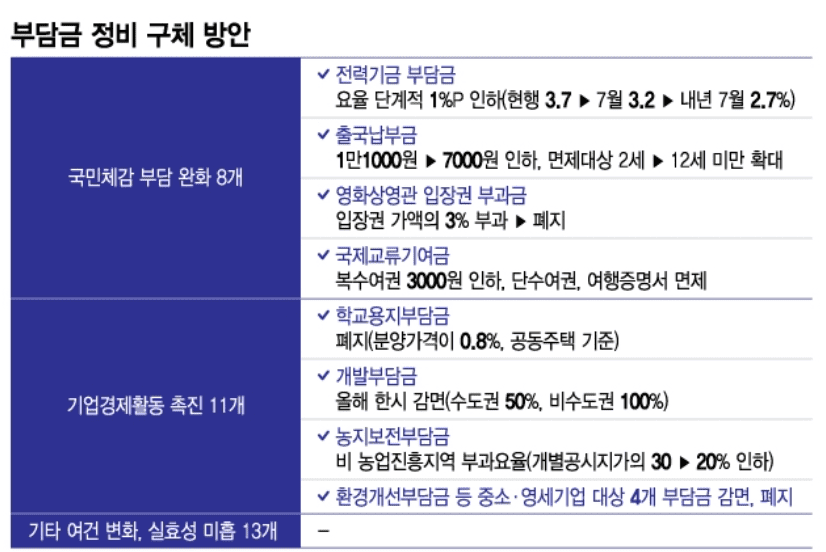 부담금 정비 구체 방안
국민체감 부담 완화 8개
✓ 전력기금 부담금
요율 단계적 1%P 인하(현행 3.7 ▶ 7월 3.2 ▶ 내년 7월 2.7%)
✓ 출국납부금
1만1000원 ▶ 7000원 인하, 면제대상 2세 ▶ 12세 미만 확대
✓ 영화상영관 입장권 부과금
입장권 가액의 3% 부과 ▶ 폐지
✓ 국제교류기여금
복수여권 3000원 인하, 단수여권, 여행증명서 면제
기업경제활동 촉진 11개
✓ 학교용지부담금
폐지(분양가격이 0.8%, 공동주택 기준)
✓ 개발부담금
올해 한시 감면(수도권 50%, 비수도권 100%)
✓ 농지보전부담금
비 농업진흥지역 부과요율(개별공시지가의 30 ▶ 20% 인하)
✓ 환경개선부담금 등 중소·영세기업 대상 4개 부담금 감면, 폐지
기타 여건 변화, 실효성 미흡 13개
–